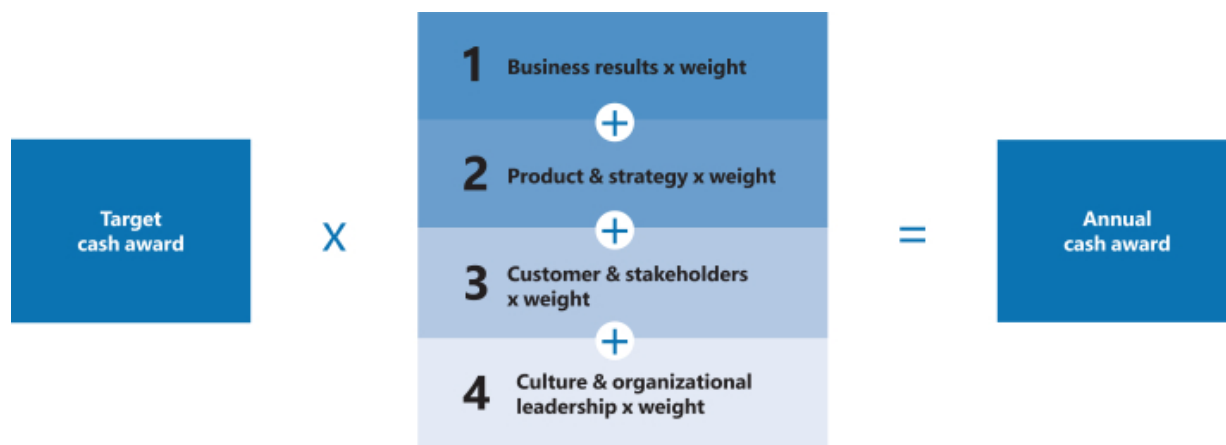 Target
cash award
X
1 Business results x weight
+
2 Product & strategy x weight
+
3 Customer & stakeholders
x weight
+
4 Culture & organizational
leadership x weight
=
Annual
cash award